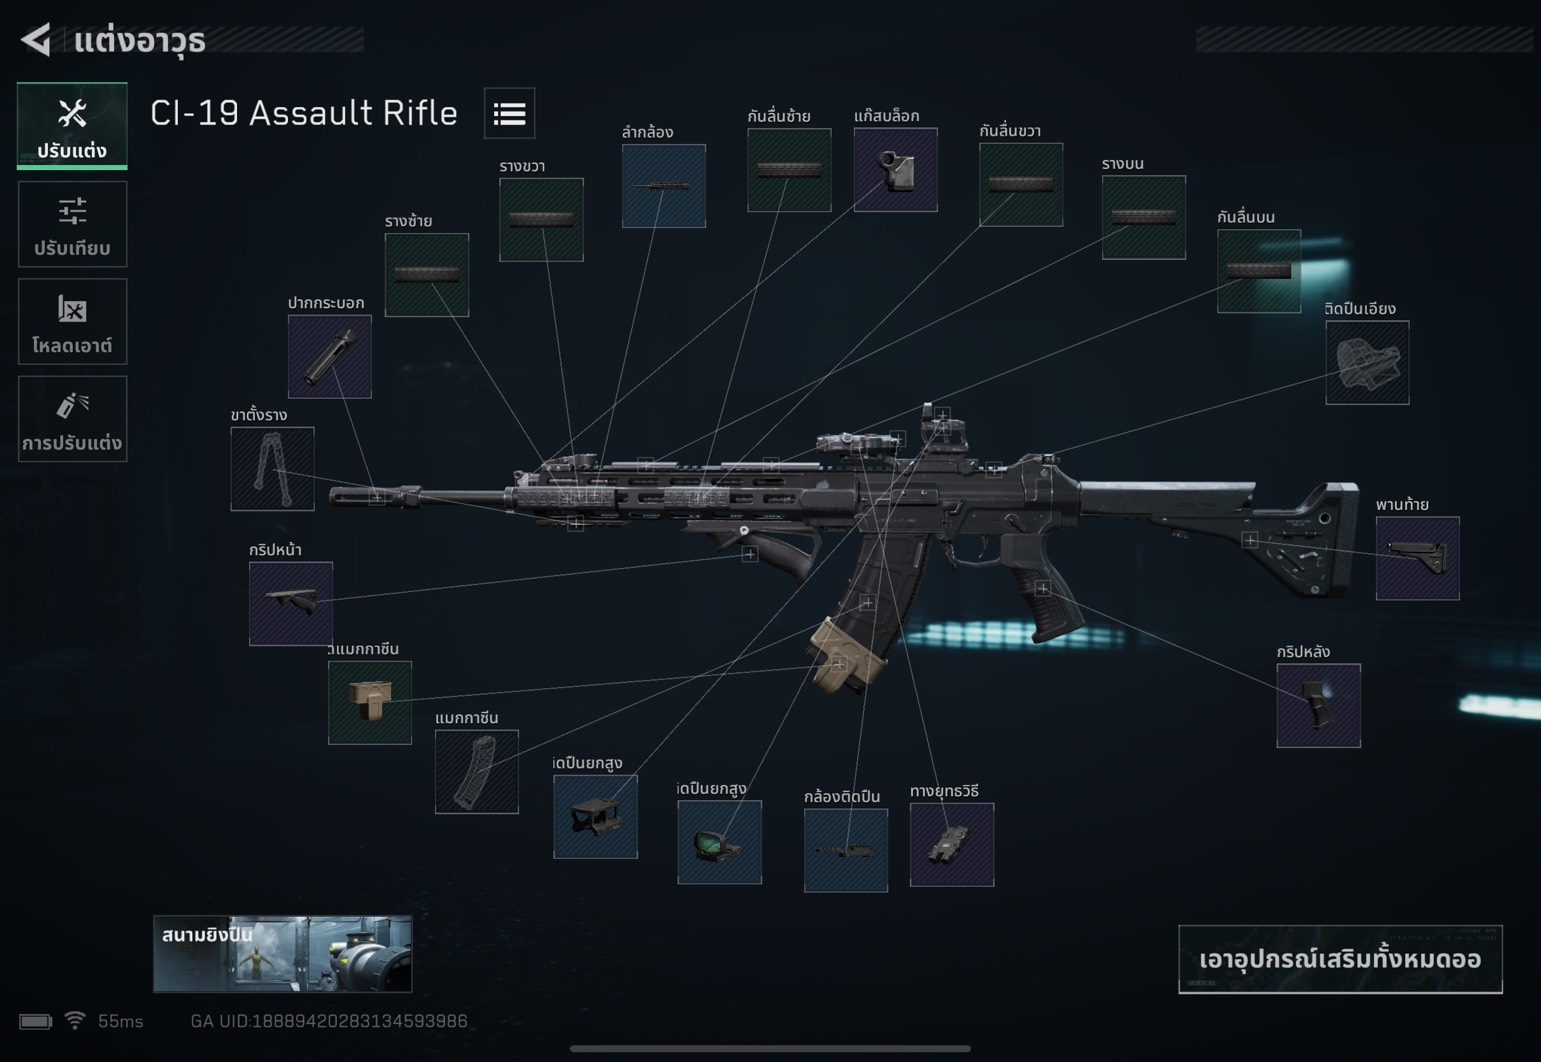 แต่งอาวุธ
ปรับแต่ง
CI-19 Assault Rifle
ปรับเทียบ
โหลดเอาต์
การปรับแต่ง
กันลื่นซ้าย
แก๊สบล็อก
กันลื่นขวา
ลำกล้อง
รางขวา
รางบน
รางซ้าย
กันลื่นบน
ปากกระบอก
ติดปืนเอียง
ขาตั้งราง
พานท้าย
กริปหน้า
แมกกาซีน
กริปหลัง
แมกกาซีน
ดปืนยกสูง
ดปืนยกสูง
กล้องติดปืน
ทางยุทธวิธี
สนามยิงปืน
เอาอุปกรณ์เสริมทั้งหมดออ
55ms
GA UID:18889420283134593986